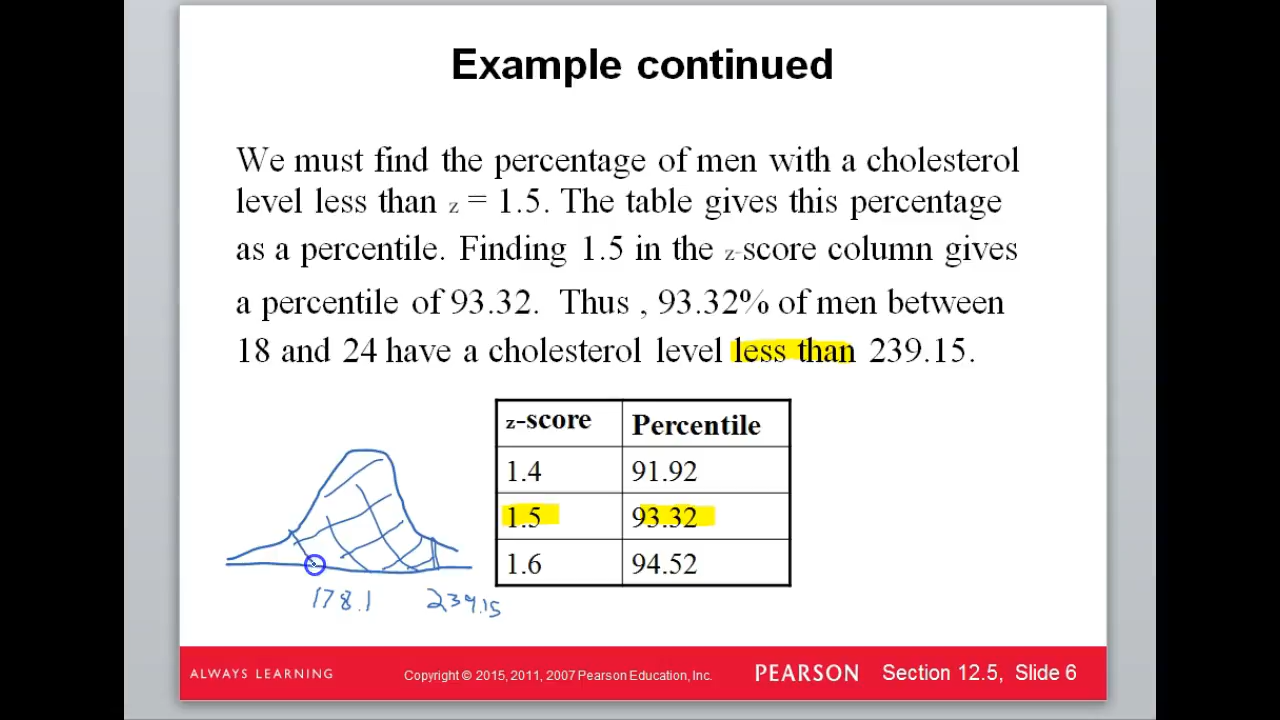 Example continued
We must find the percentage of men with a cholesterol
level less than z = 1.5. The table gives this percentage
as a percentile. Finding 1.5 in the z-score column gives
a percentile of 93.32. Thus , 93.32% of men between
18 and 24 have a cholesterol level less than 239.15.
z-score Percentile
1.4 91.92
1.5 93.32
1.6 94.52
178.1 239.15
ALWAYS LEARNING Copyright © 2015, 2011, 2007 Pearson Education, Inc. PEARSON Section 12.5, Slide 6